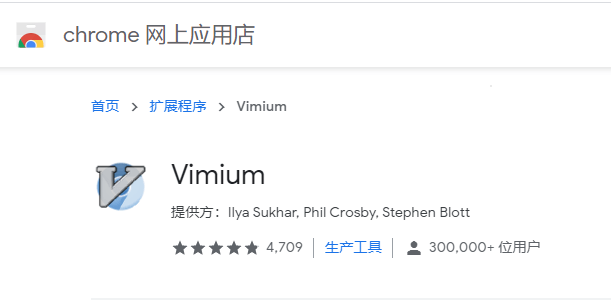 chrome 网上应用店
首页 > 扩展程序 > Vimium
Vimium
提供方：Ilya Sukhar, Phil Crosby, Stephen Blott
★★★★★ 4,709 | 生产工具 | 300,000+ 位用户